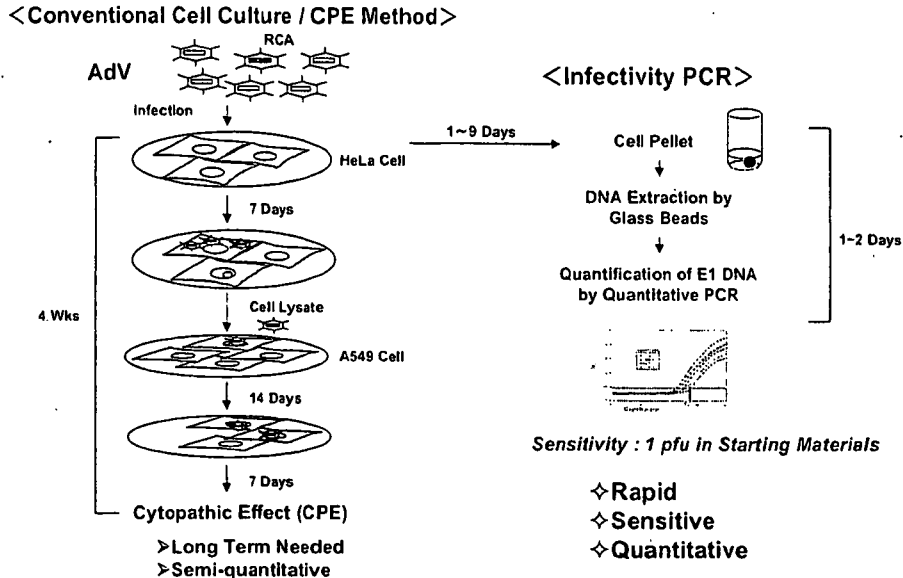 <Conventional Cell Culture / CPE Method>
RCA
AdV
Infection
HeLa Cell
7 Days
Cell Lysate
A549 Cell
14 Days
7 Days
4 Wks
Cytopathic Effect (CPE)
➢Long Term Needed
➢Semi-quantitative
1~9 Days
<Infectivity PCR>
Cell Pellet
DNA Extraction by
Glass Beads
Quantification of E1 DNA
by Quantitative PCR
1~2 Days
Sensitivity : 1 pfu in Starting Materials
✧Rapid
✧Sensitive
✧Quantitative